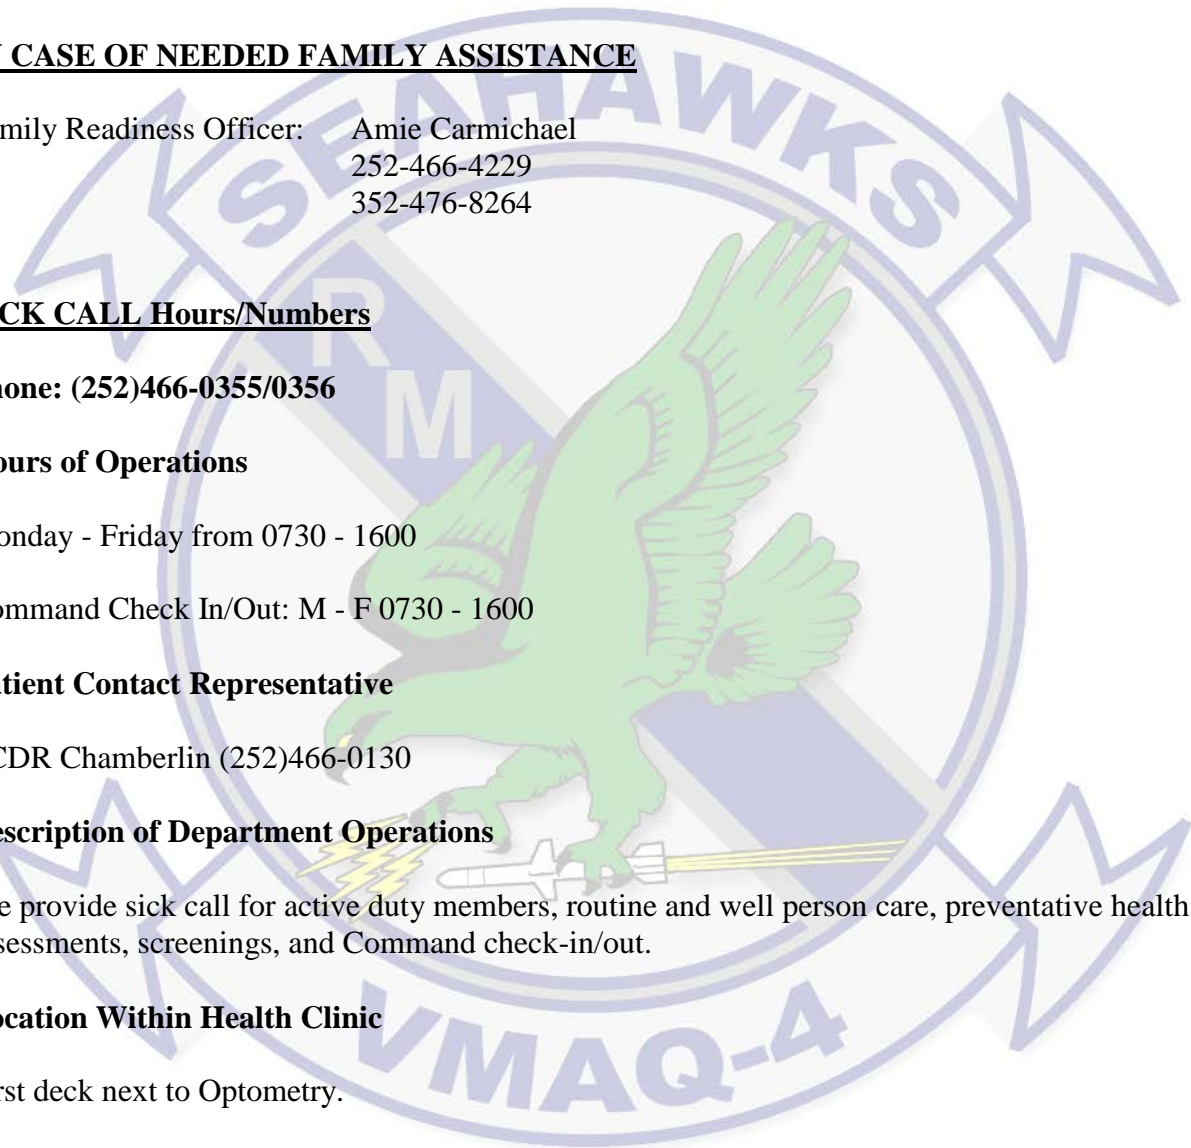 N CASE OF NEEDED FAMILY ASSISTANCE
mily Readiness Officer: Amie Carmichael
252-466-4229
352-476-8264
CK CALL Hours/Numbers
hone: (252)466-0355/0356
ours of Operations
onday - Friday from 0730 - 1600
ommand Check In/Out: M - F 0730 - 1600
atient Contact Representative
CDR Chamberlin (252)466-0130
escription of Department Operations
e provide sick call for active duty members, routine and well person care, preventative health
sessments, screenings, and Command check-in/out.
ocation Within Health Clinic
rst deck next to Optometry.
SEAHAWKS
R
M
VMAQ-4